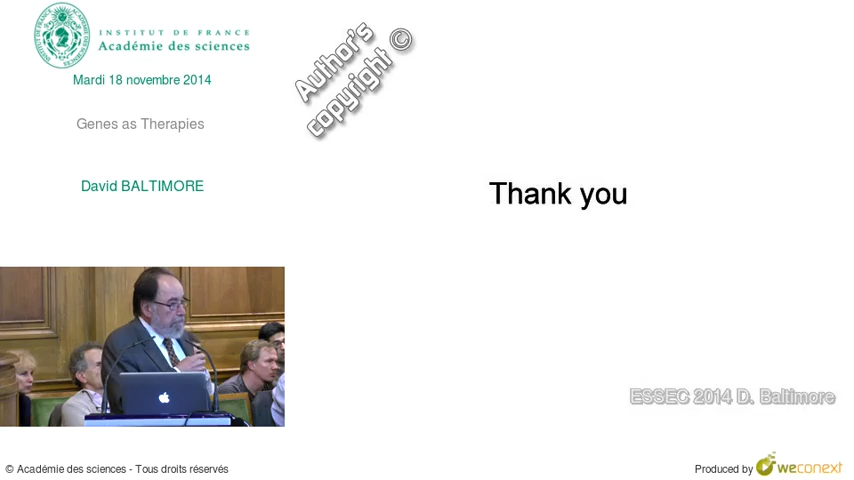 INSTITUT DE FRANCE
Académie des sciences
Mardi 18 novembre 2014
Genes as Therapies
David BALTIMORE
Author's
copyright ©
Thank you
ESSEC 2014 D. Baltimore
© Académie des sciences - Tous droits réservés
Produced by weconext